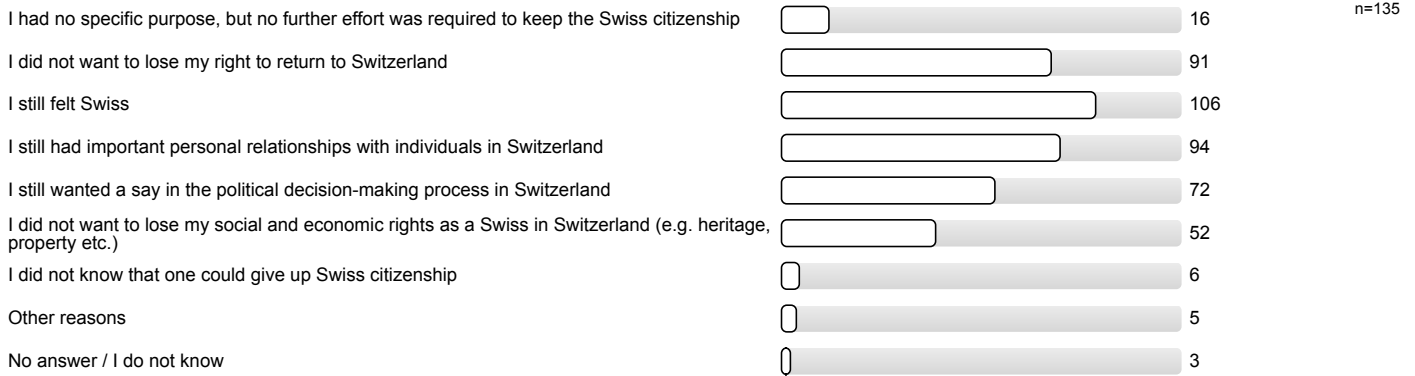 I had no specific purpose, but no further effort was required to keep the Swiss citizenship 16 n=135
I did not want to lose my right to return to Switzerland 91
I still felt Swiss 106
I still had important personal relationships with individuals in Switzerland 94
I still wanted a say in the political decision-making process in Switzerland 72
I did not want to lose my social and economic rights as a Swiss in Switzerland (e.g. heritage,
property etc.) 52
I did not know that one could give up Swiss citizenship 6
Other reasons 5
No answer / I do not know 3